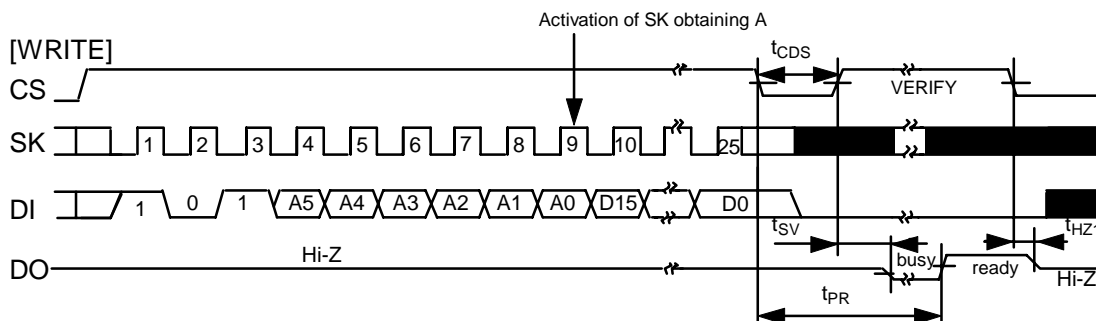 Activation of SK obtaining A
[WRITE]
tCDS
CS
VERIFY
SK 1 2 3 4 5 6 7 8 9 10 25
DI 1 0 1 A5 A4 A3 A2 A1 A0 D15 D0
tSV
tHZ1
Hi-Z
busy
ready
DO
Hi-Z
tPR